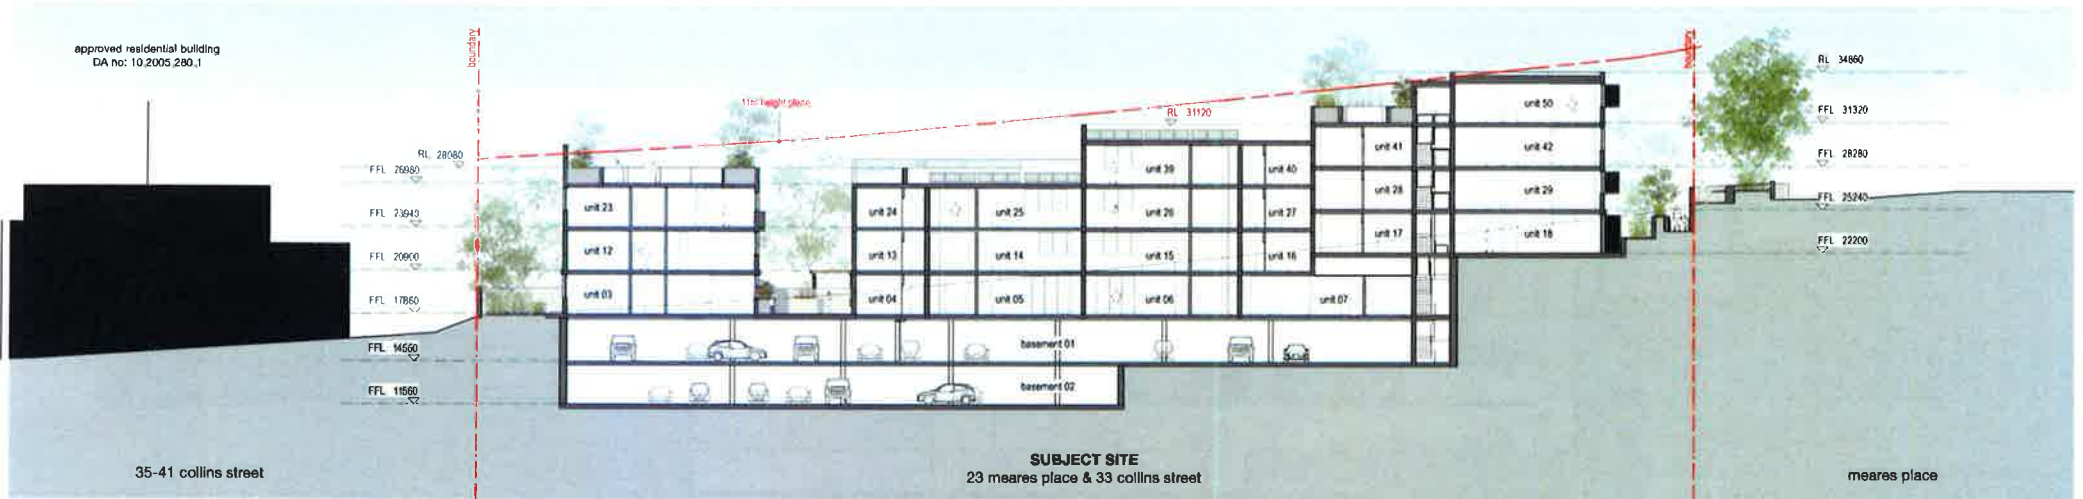 approved residential building
DA no: 10.2005.280.1
boundary
boundary
11m height plane
RL 34860
FFL 31320
FFL 28280
FFL 25240
FFL 22200
RL 31120
RL 28080
FFL 26980
FFL 23940
FFL 20900
FFL 17860
FFL 14560
FFL 11560
unit 50
unit 41
unit 42
unit 39
unit 40
unit 28
unit 29
unit 23
unit 24
unit 25
unit 26
unit 27
unit 17
unit 18
unit 12
unit 13
unit 14
unit 15
unit 16
unit 03
unit 04
unit 05
unit 06
unit 07
basement 01
basement 02
35-41 collins street
SUBJECT SITE
23 meares place & 33 collins street
meares place